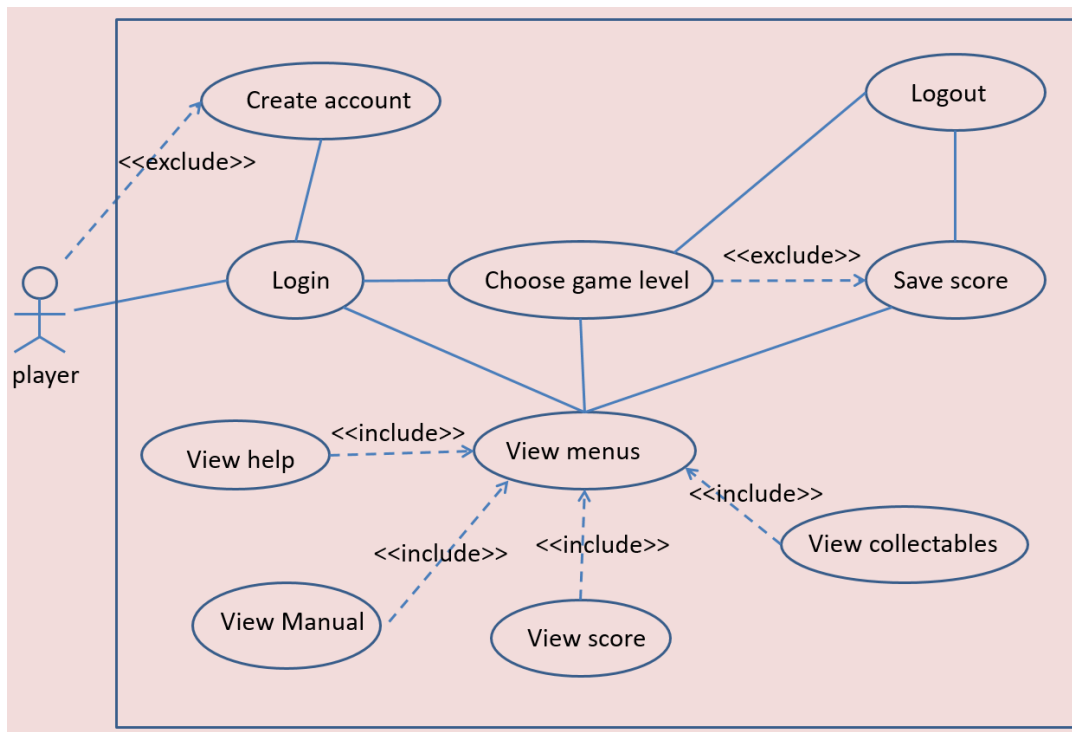 Create account
Logout
<<exclude>>
<<exclude>>
Login
Choose game level
Save score
player
<<include>>
View help
View menus
<<include>>
<<include>>
<<include>>
View collectables
View Manual
View score